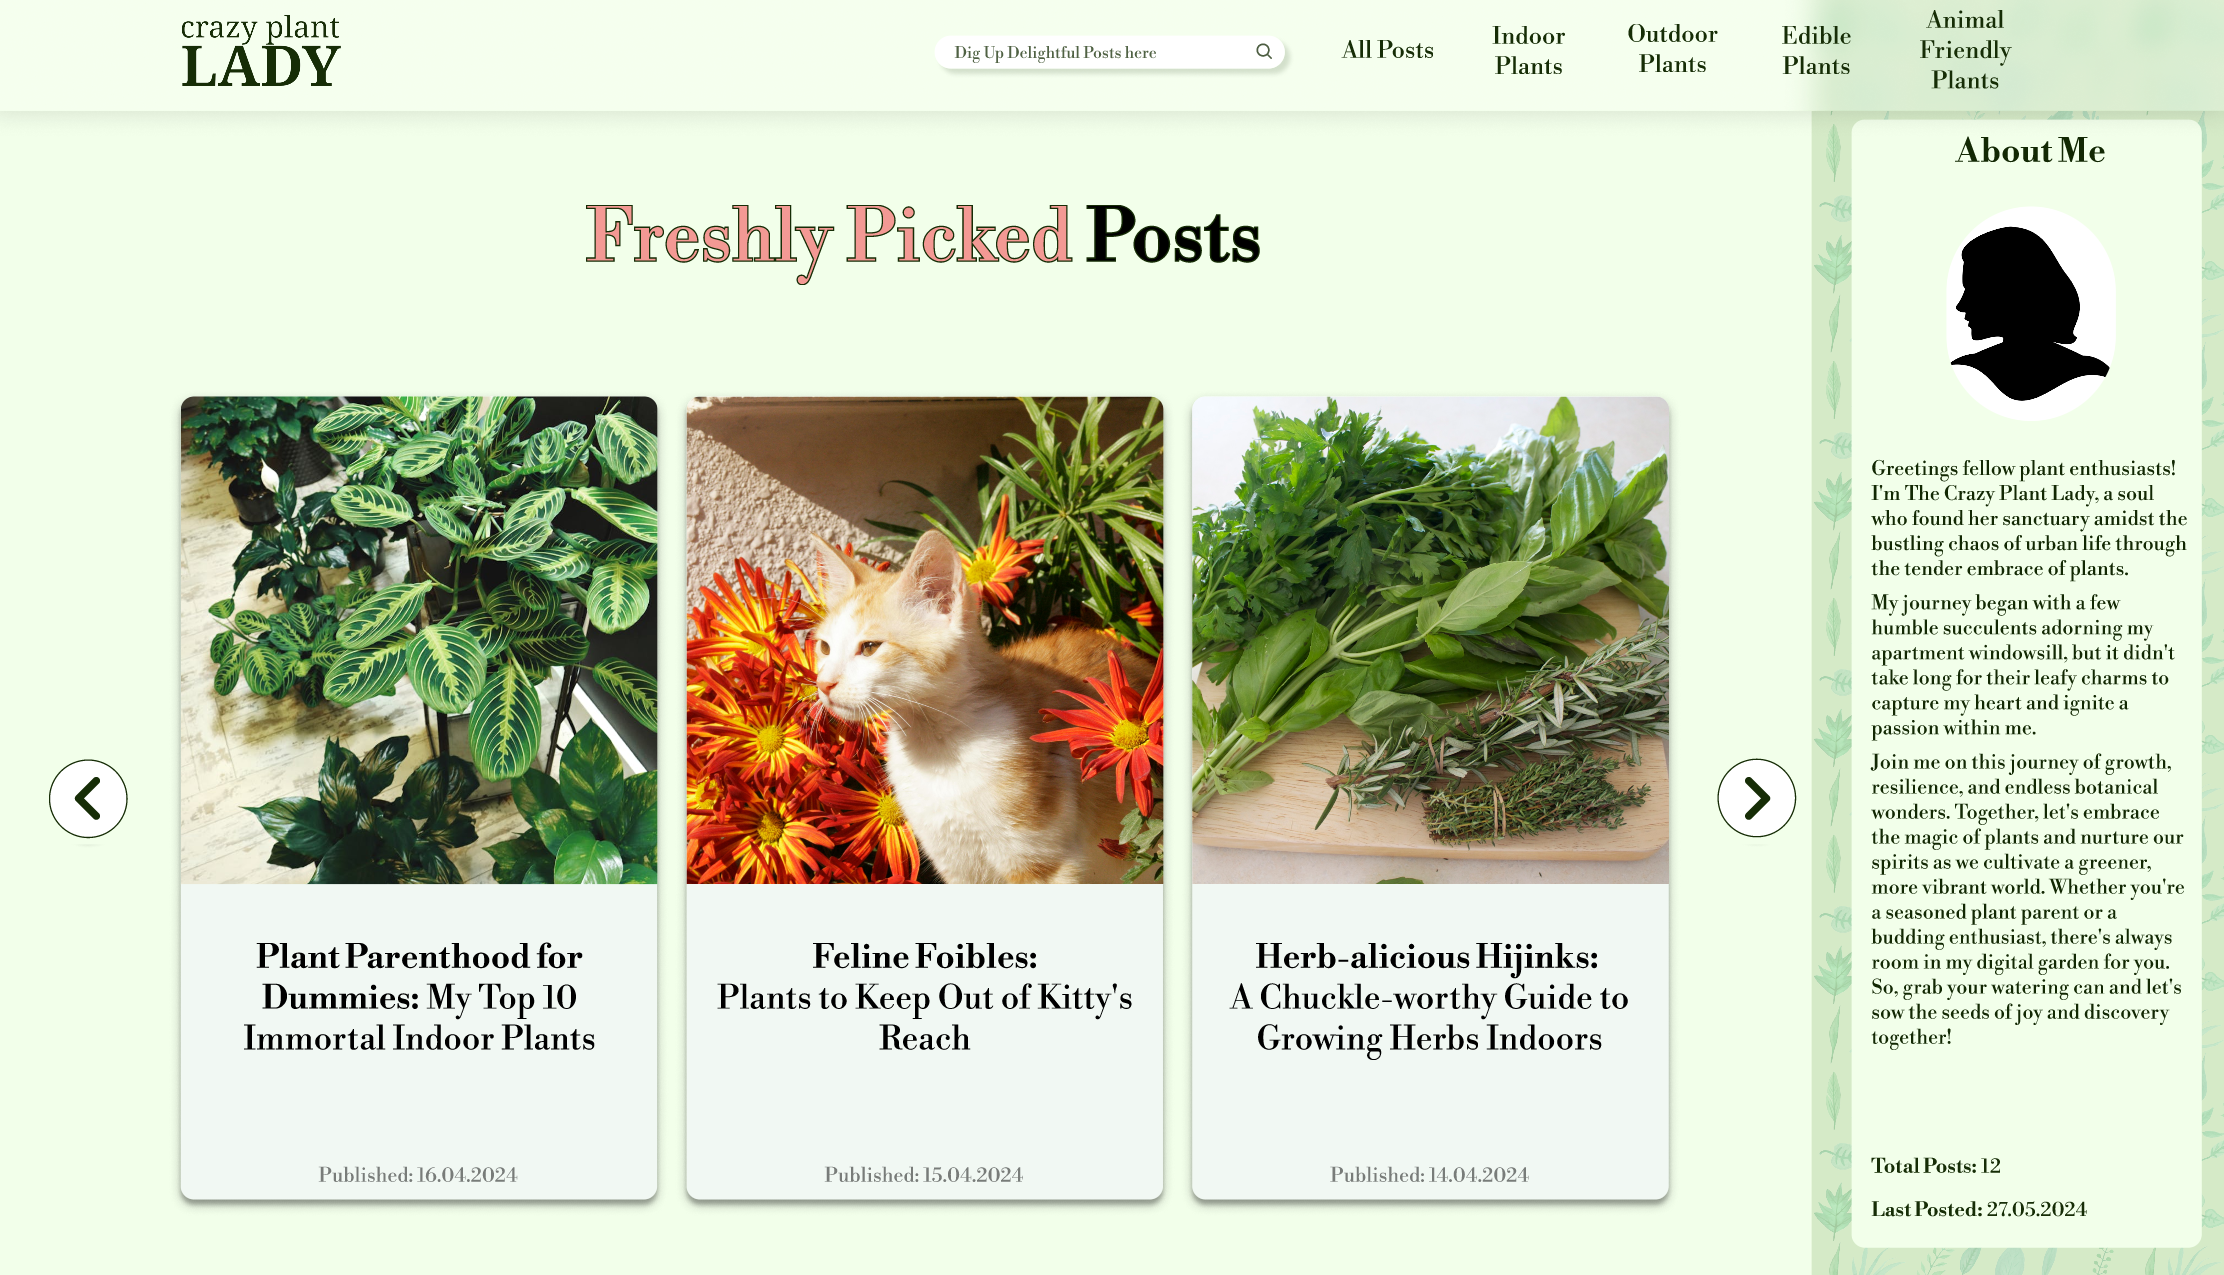 crazy plant
LADY
Dig Up Delightful Posts here
All Posts
Indoor
Plants
Outdoor
Plants
Edible
Plants
Animal
Friendly
Plants
Freshly Picked Posts
Plant Parenthood for
Dummies: My Top 10
Immortal Indoor Plants
Published: 16.04.2024
Feline Foibles:
Plants to Keep Out of Kitty's
Reach
Published: 15.04.2024
Herb-alicious Hijinks:
A Chuckle-worthy Guide to
Growing Herbs Indoors
Published: 14.04.2024
About Me
Greetings fellow plant enthusiasts!
I'm The Crazy Plant Lady, a soul
who found her sanctuary amidst the
bustling chaos of urban life through
the tender embrace of plants.
My journey began with a few
humble succulents adorning my
apartment windowsill, but it didn't
take long for their leafy charms to
capture my heart and ignite a
passion within me.
Join me on this journey of growth,
resilience, and endless botanical
wonders. Together, let's embrace
the magic of plants and nurture our
spirits as we cultivate a greener,
more vibrant world. Whether you're
a seasoned plant parent or a
budding enthusiast, there's always
room in my digital garden for you.
So, grab your watering can and let's
sow the seeds of joy and discovery
together!
Total Posts: 12
Last Posted: 27.05.2024